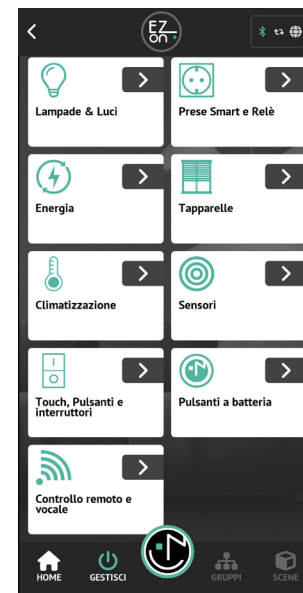 EZ
on
Lampade & Luci
Prese Smart e Relè
Energia
Tapparelle
Climatizzazione
Sensori
Touch, Pulsanti e
interruttori
Pulsanti a batteria
Controllo remoto e
vocale
HOME
GESTISCI
GRUPPI
SCENE